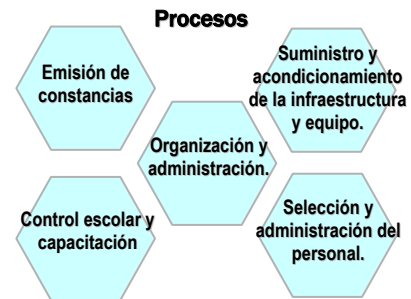 Procesos
Emisión de
constancias
Suministro y
acondicionamiento
de la infraestructura
y equipo.
Organización y
administración.
Control escolar y
capacitación
Selección y
administración del
personal.